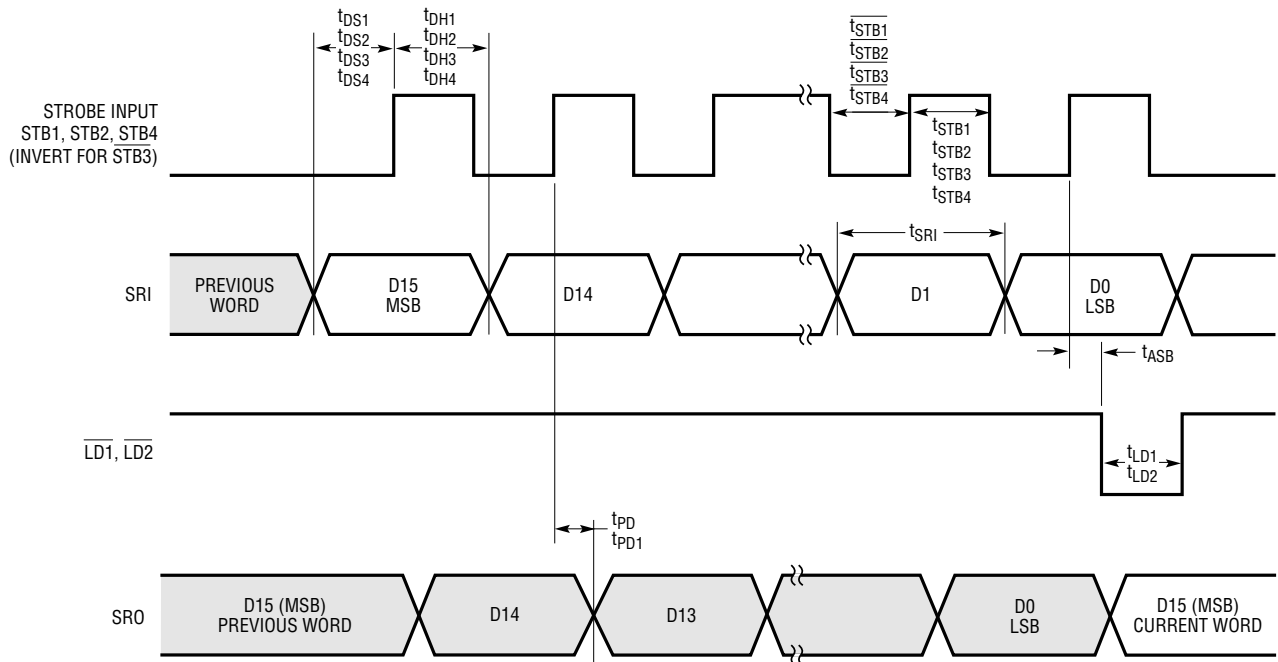 tDS1
tDS2
tDS3
tDS4
tDH1
tDH2
tDH3
tDH4
tSTB1
tSTB2
tSTB3
tSTB4
STROBE INPUT
STB1, STB2, STB4
(INVERT FOR STB3)
tSTB1
tSTB2
tSTB3
tSTB4
SRI
PREVIOUS
WORD
D15
MSB
D14
tSRI
D1
D0
LSB
tASB
LD1, LD2
tLD1
tLD2
tPD
tPD1
SRO
D15 (MSB)
PREVIOUS WORD
D14
D13
D0
LSB
D15 (MSB)
CURRENT WORD